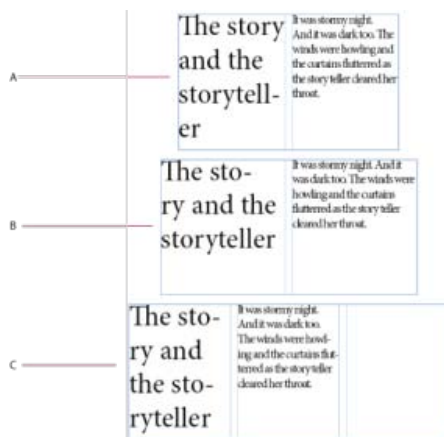 A
The story
and the
storytell-
er
It was stormy night.
And it was dark too. The
winds were howling and
the curtains flutterred as
the story teller cleared her
throat.
B
The sto-
ry and the
storyteller
It was stormy night. And it
was dark too. The winds were
howling and the curtains
flutterred as the story teller
cleared her throat.
C
The sto-
ry and
the sto-
ryteller
It was stormy night.
And it was dark too.
The winds were howl-
ing and the curtains flut-
terred as the story teller
cleared her throat.